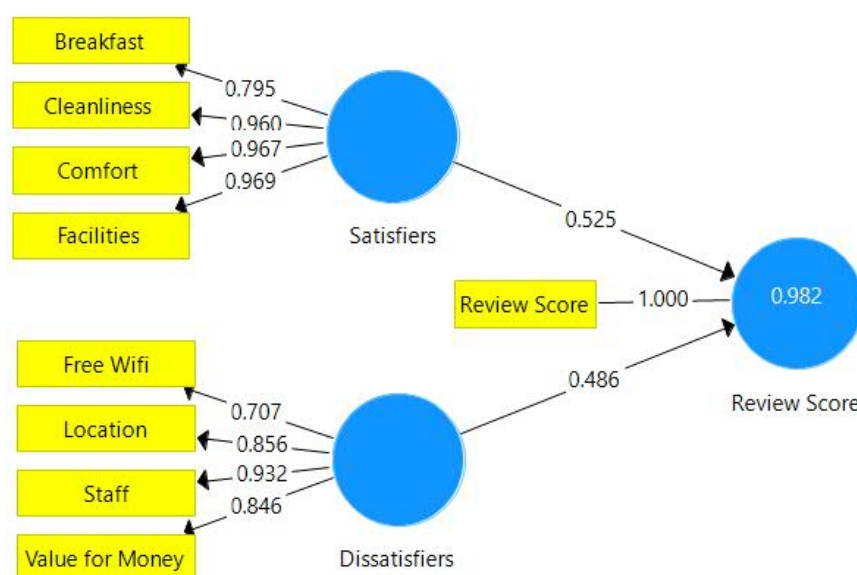 Breakfast
0.795
Cleanliness
0.960
0.967
Comfort
0.969
Facilities
Satisfiers
0.525
Review Score
1.000
0.982
Review Score
Free Wifi
0.707
0.486
Location
0.856
Staff
0.932
0.846
Value for Money
Dissatisfiers